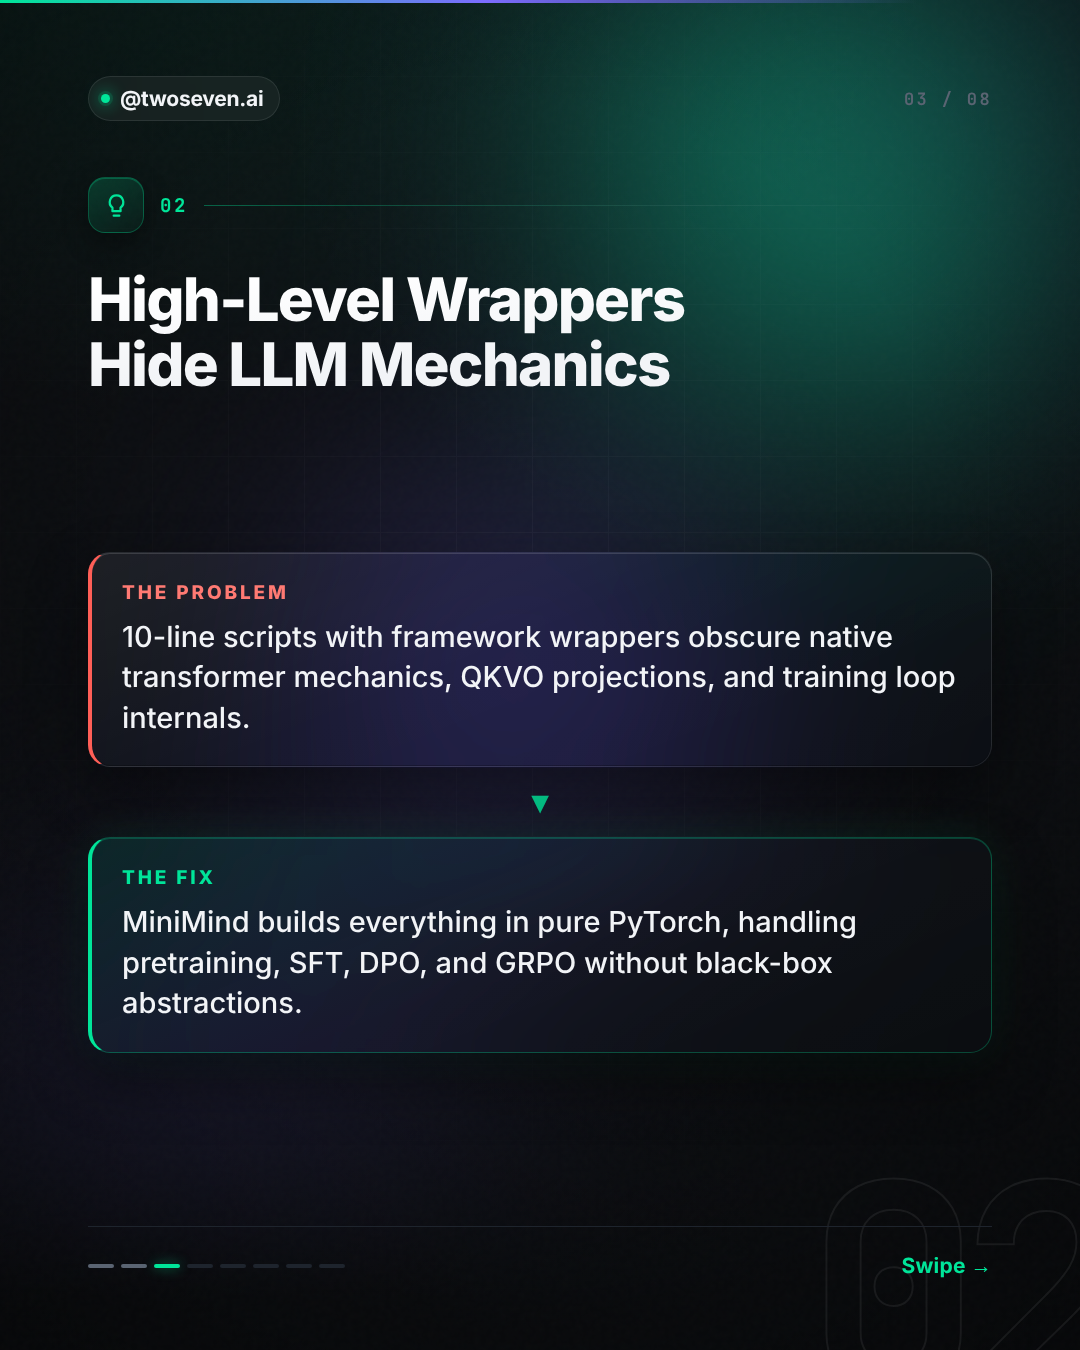 @twoseven.ai
03 / 08
02
High-Level Wrappers
Hide LLM Mechanics
THE PROBLEM
10-line scripts with framework wrappers obscure native
transformer mechanics, QKVO projections, and training loop
internals.
▼
THE FIX
MiniMind builds everything in pure PyTorch, handling
pretraining, SFT, DPO, and GRPO without black-box
abstractions.
02
Swipe →